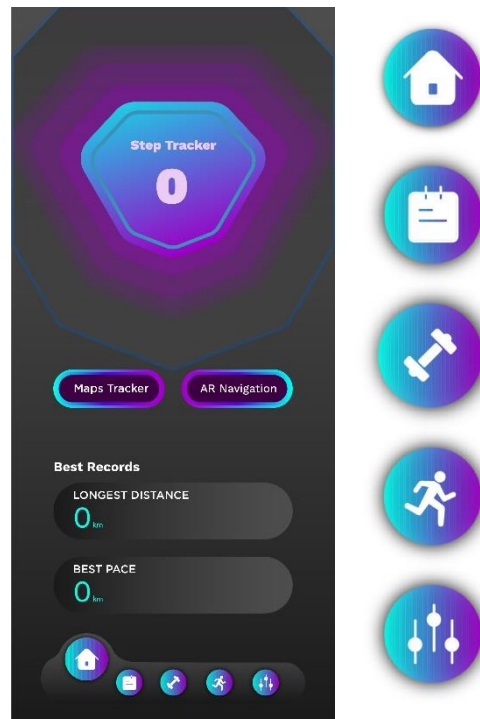 Step Tracker
0
Maps Tracker
AR Navigation
Best Records
LONGEST DISTANCE
0 km
BEST PACE
0 km